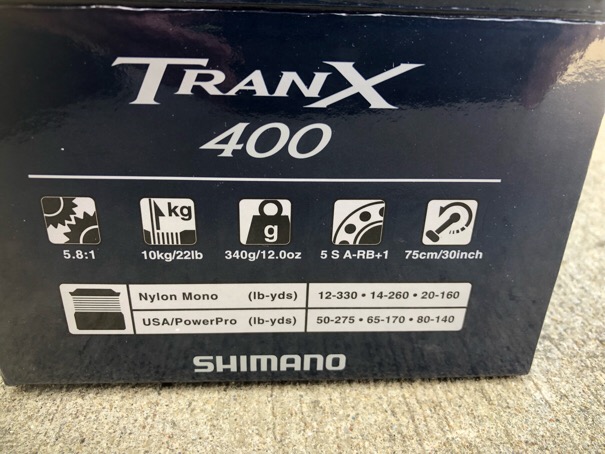 TRANX
400
kg
g
5.8:1 10kg/22lb 340g/12.0oz 5 S A-RB+1 75cm/30inch
Nylon Mono (lb-yds) 12-330 • 14-260 • 20-160
USA/PowerPro (lb-yds) 50-275 • 65-170 • 80-140
SHIMANO